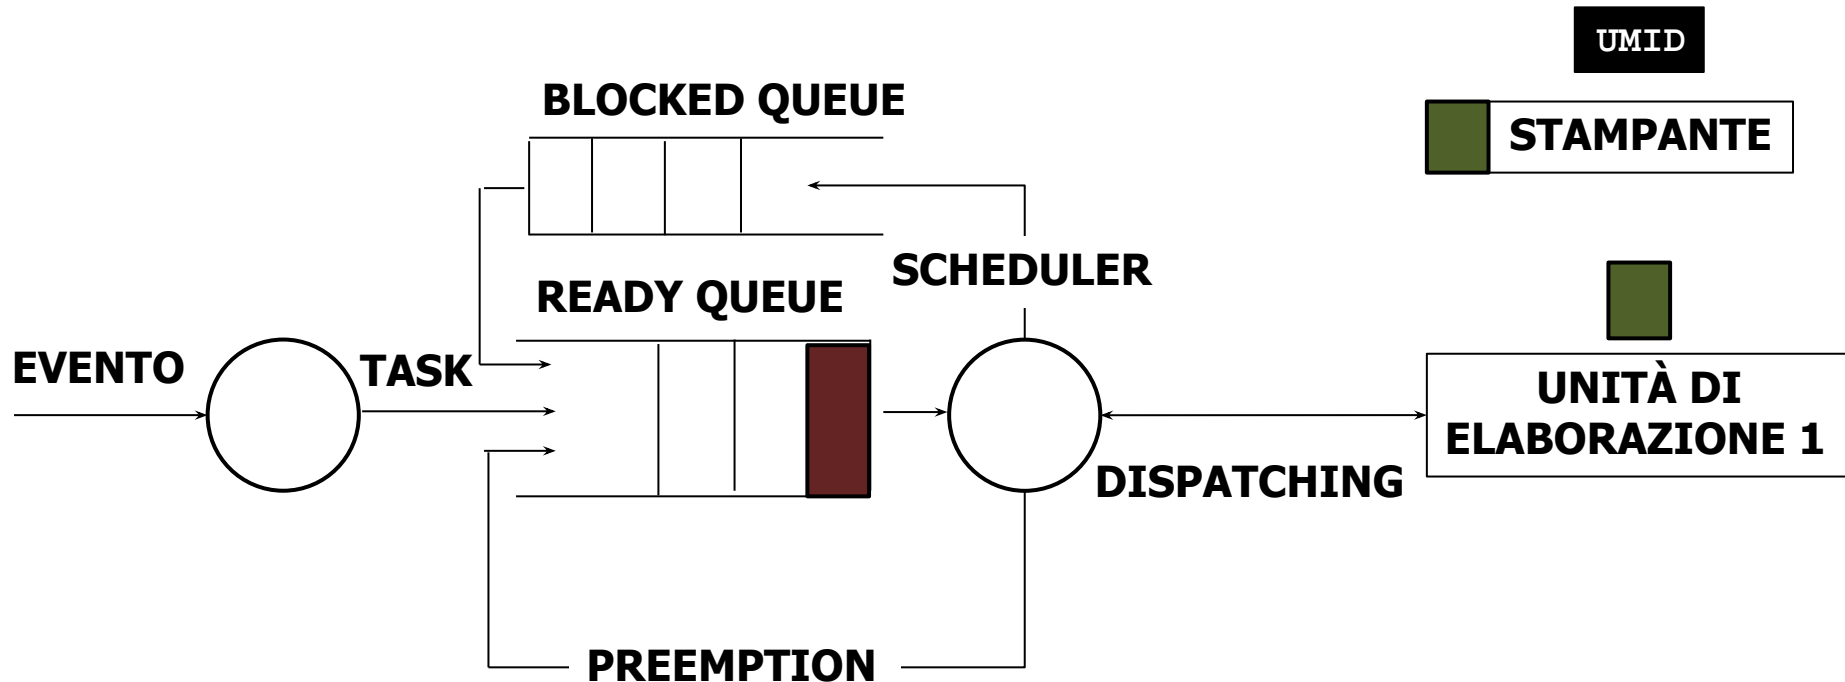 UMID
BLOCKED QUEUE
STAMPANTE
SCHEDULER
READY QUEUE
EVENTO
TASK
UNITÀ DI
ELABORAZIONE 1
DISPATCHING
PREEMPTION